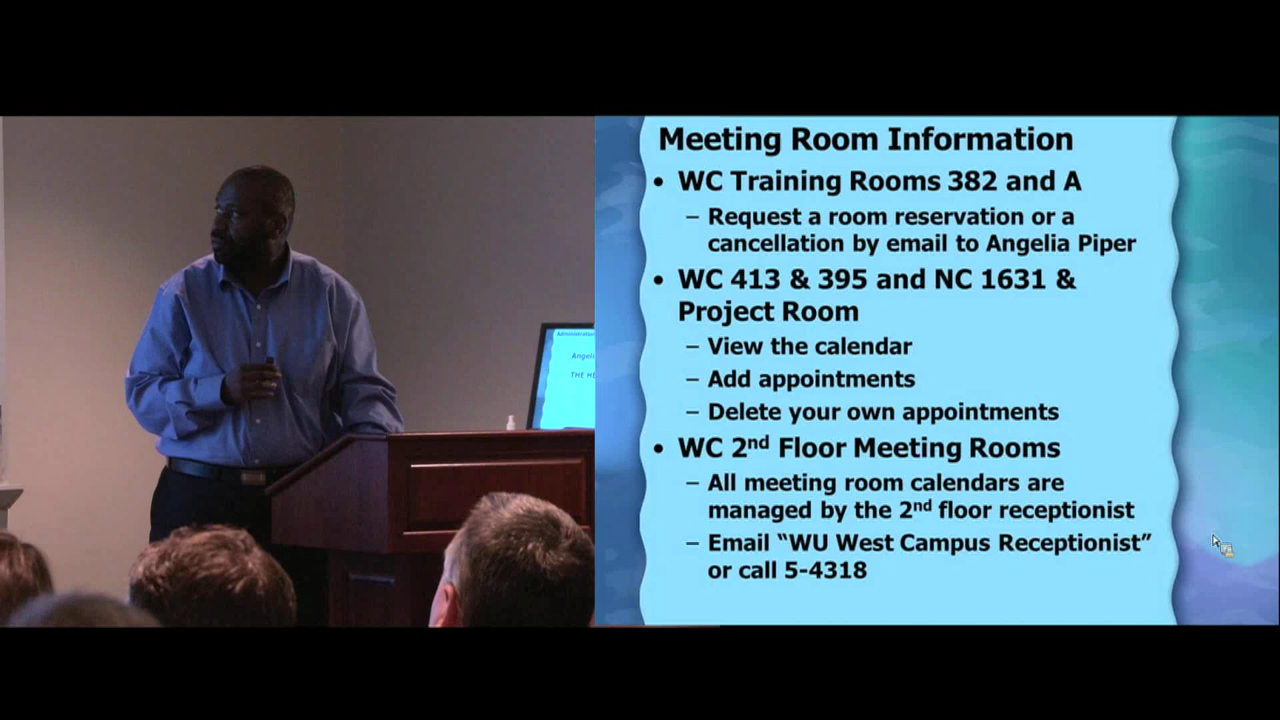 Meeting Room Information
• WC Training Rooms 382 and A
– Request a room reservation or a
cancellation by email to Angelia Piper
• WC 413 & 395 and NC 1631 &
Project Room
– View the calendar
– Add appointments
– Delete your own appointments
• WC 2nd Floor Meeting Rooms
– All meeting room calendars are
managed by the 2nd floor receptionist
– Email “WU West Campus Receptionist”
or call 5-4318
Administration
Angeli
THE